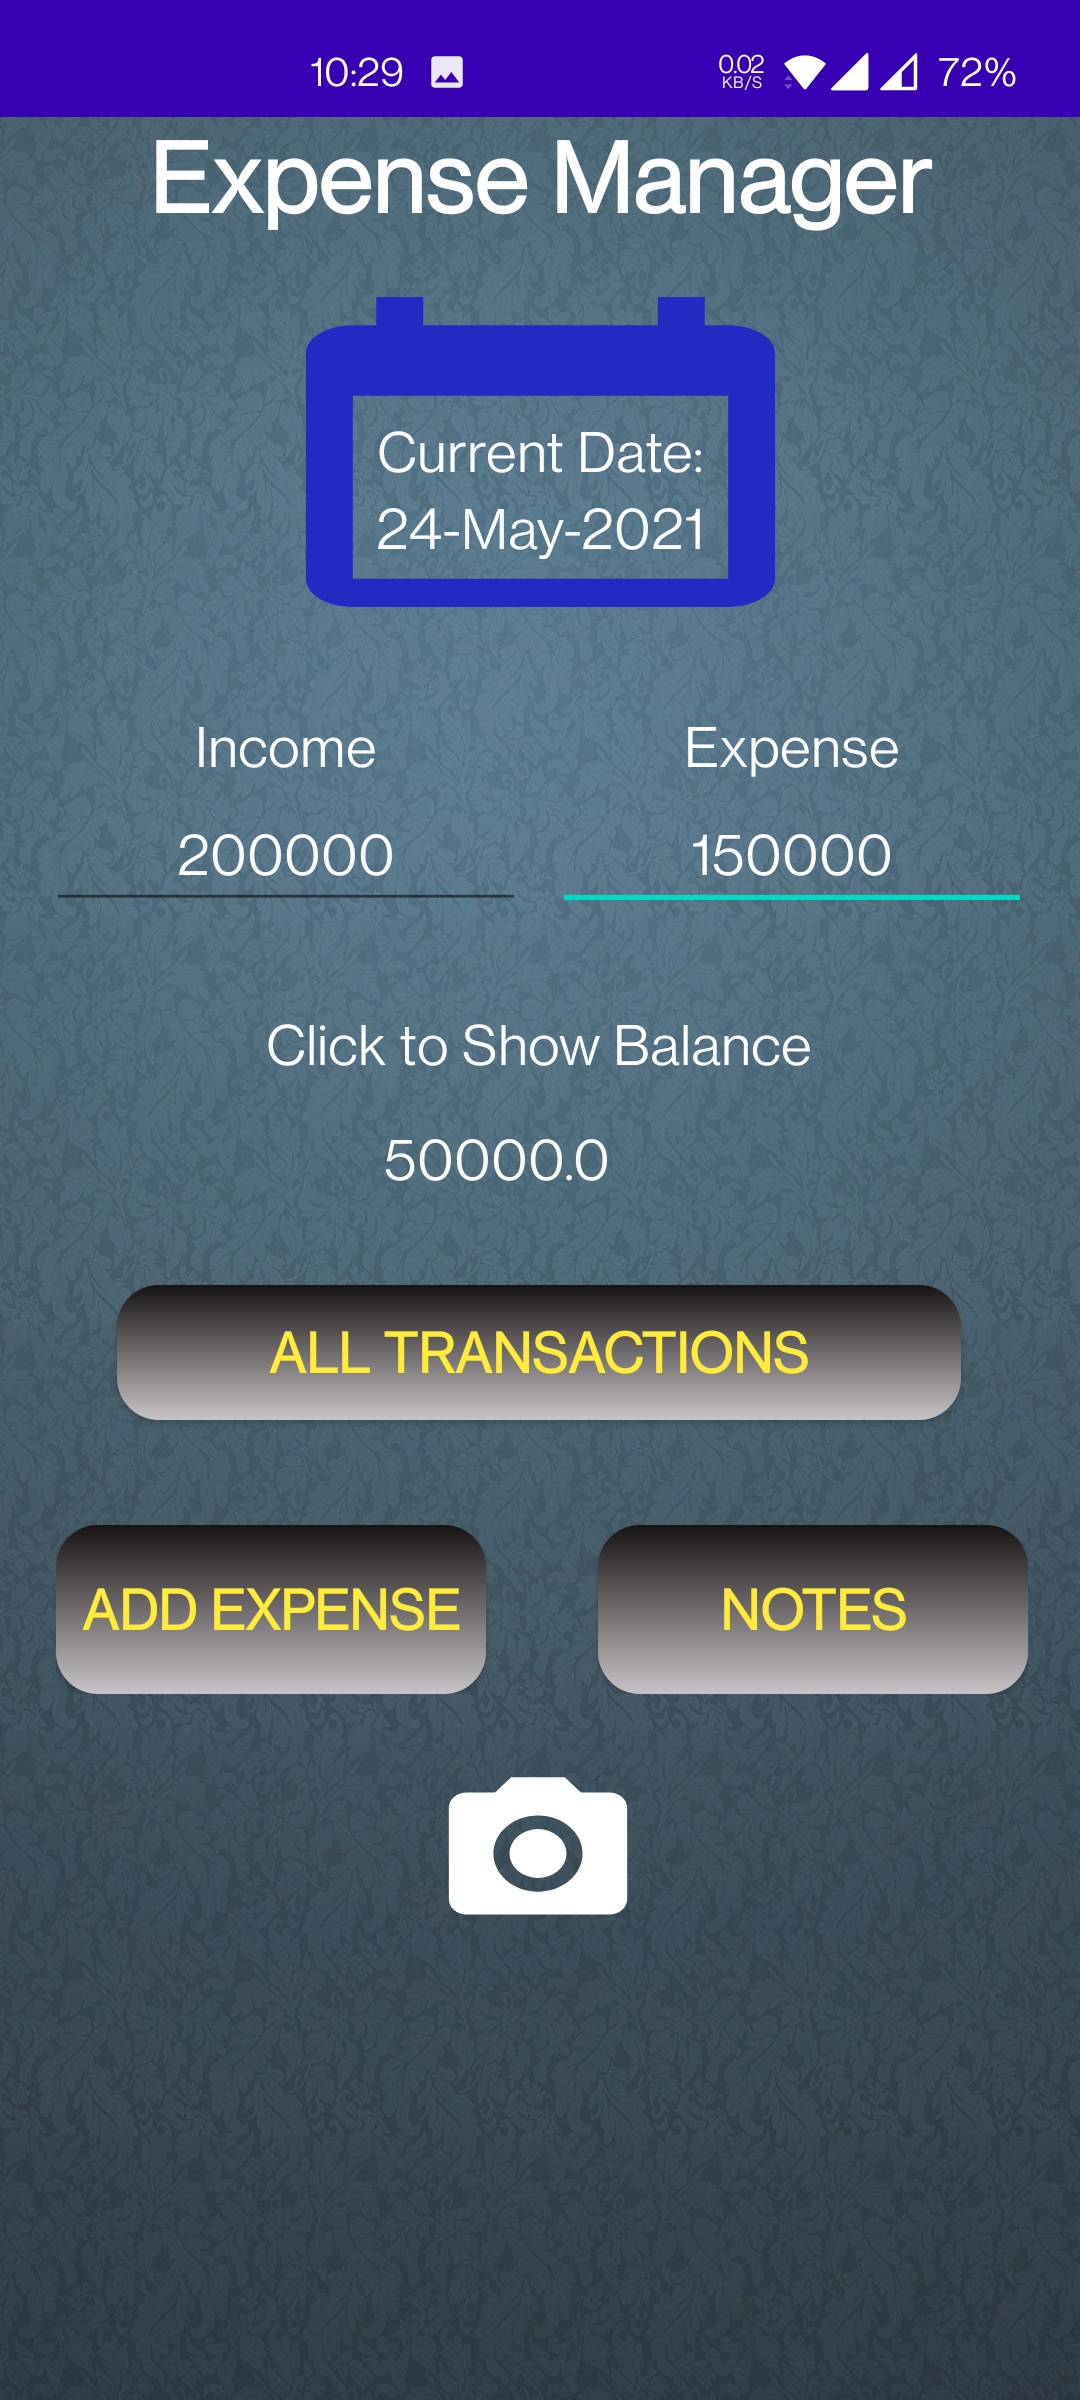 10:29 0.02 KB/S 72%
Expense Manager
Current Date:
24-May-2021
Income Expense
200000 150000
Click to Show Balance
50000.0
ALL TRANSACTIONS
ADD EXPENSE NOTES